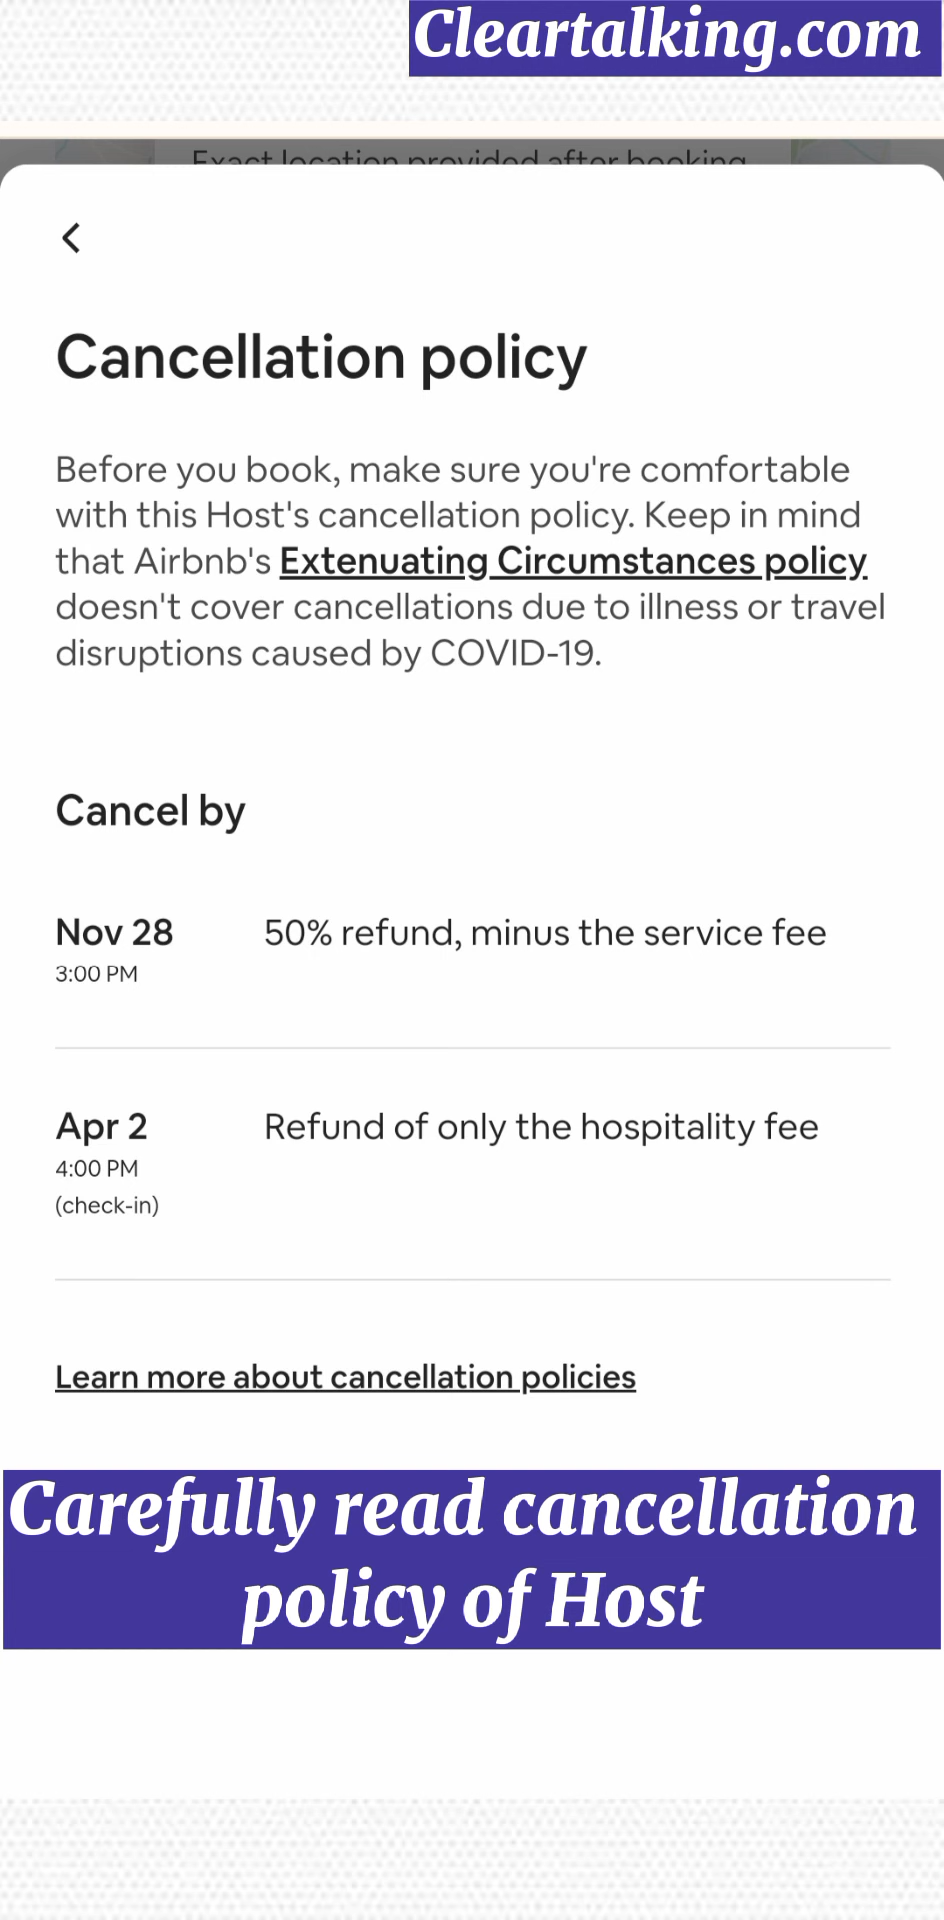 Cleartalking.com
Exact location provided after booking
Cancellation policy
Before you book, make sure you're comfortable
with this Host's cancellation policy. Keep in mind
that Airbnb's Extenuating Circumstances policy
doesn't cover cancellations due to illness or travel
disruptions caused by COVID-19.
Cancel by
Nov 28 50% refund, minus the service fee
3:00 PM
Apr 2 Refund of only the hospitality fee
4:00 PM
(check-in)
Learn more about cancellation policies
Carefully read cancellation
policy of Host